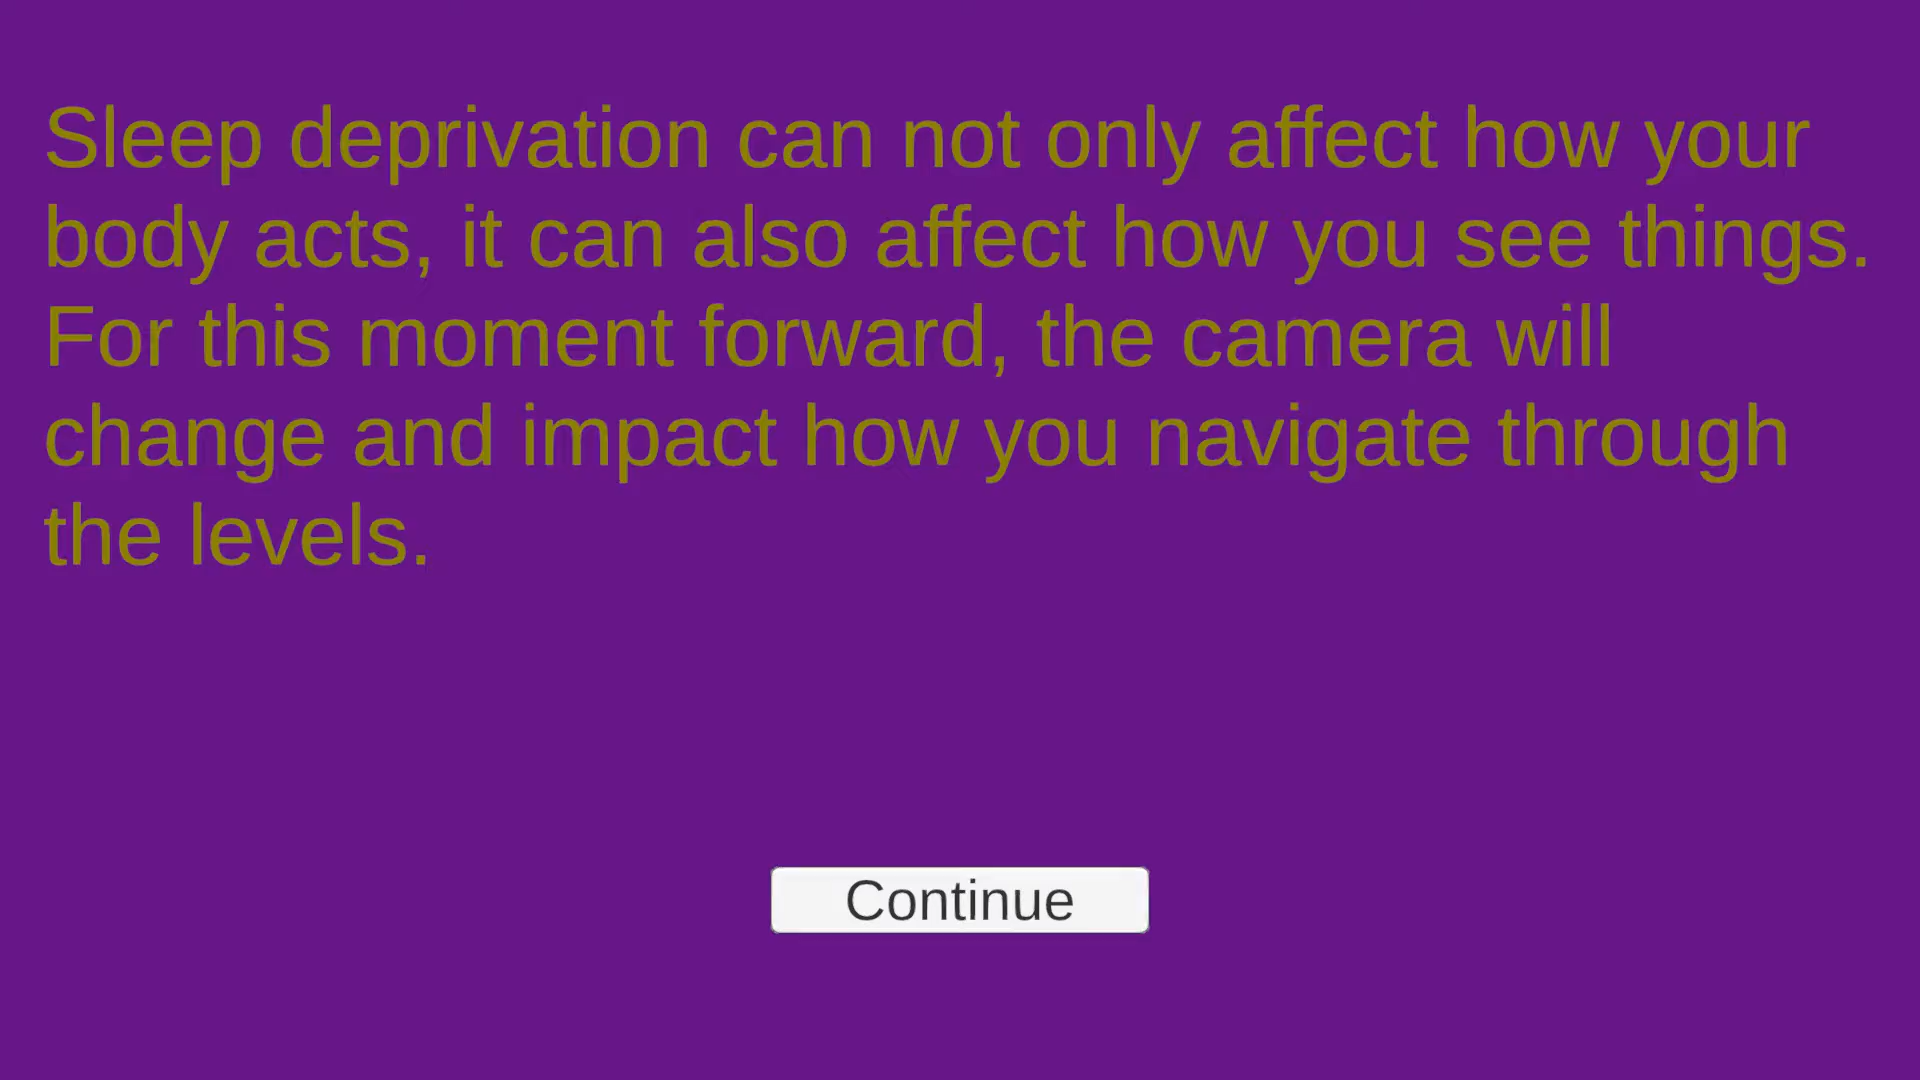 Sleep deprivation can not only affect how your
body acts, it can also affect how you see things.
For this moment forward, the camera will
change and impact how you navigate through
the levels.
Continue